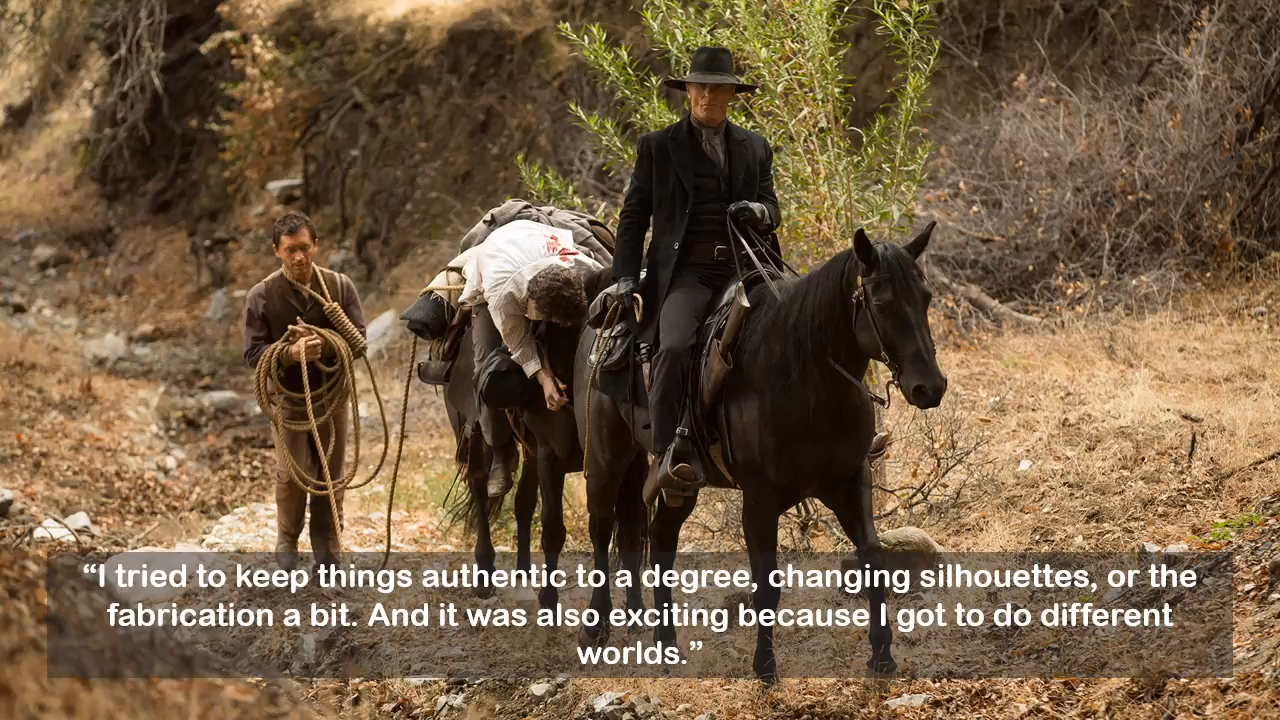 “I tried to keep things authentic to a degree, changing silhouettes, or the
fabrication a bit. And it was also exciting because I got to do different
worlds.”